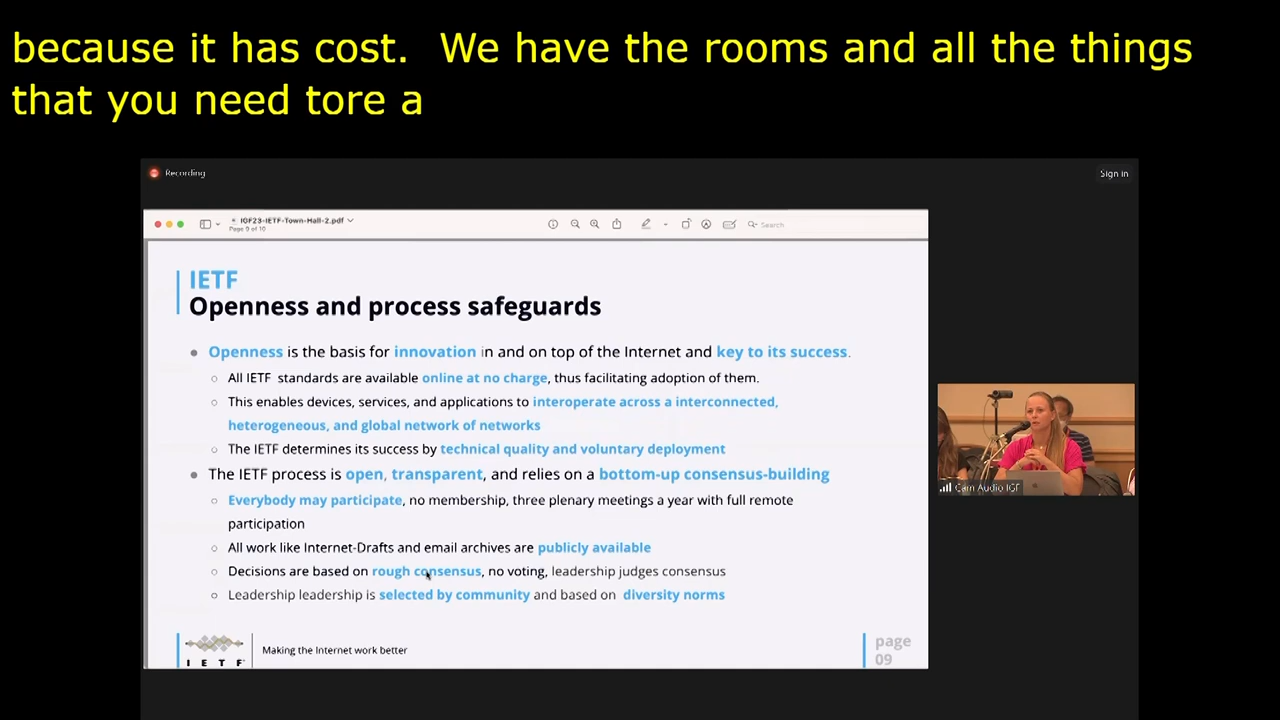 because it has cost.  We have the rooms and all the things
that you need tore a
Recording
Sign in
IGF23-IETF-Town-Hall-2.pdf
Page 9 of 10
Search
IETF
Openness and process safeguards
Openness is the basis for innovation in and on top of the Internet and key to its success.
All IETF standards are available online at no charge, thus facilitating adoption of them.
This enables devices, services, and applications to interoperate across a interconnected,
heterogeneous, and global network of networks
The IETF determines its success by technical quality and voluntary deployment
The IETF process is open, transparent, and relies on a bottom-up consensus-building
Everybody may participate, no membership, three plenary meetings a year with full remote
participation
All work like Internet-Drafts and email archives are publicly available
Decisions are based on rough consensus, no voting, leadership judges consensus
Leadership leadership is selected by community and based on diversity norms
I E T F
Making the Internet work better
page
09
Cam Audio IGF